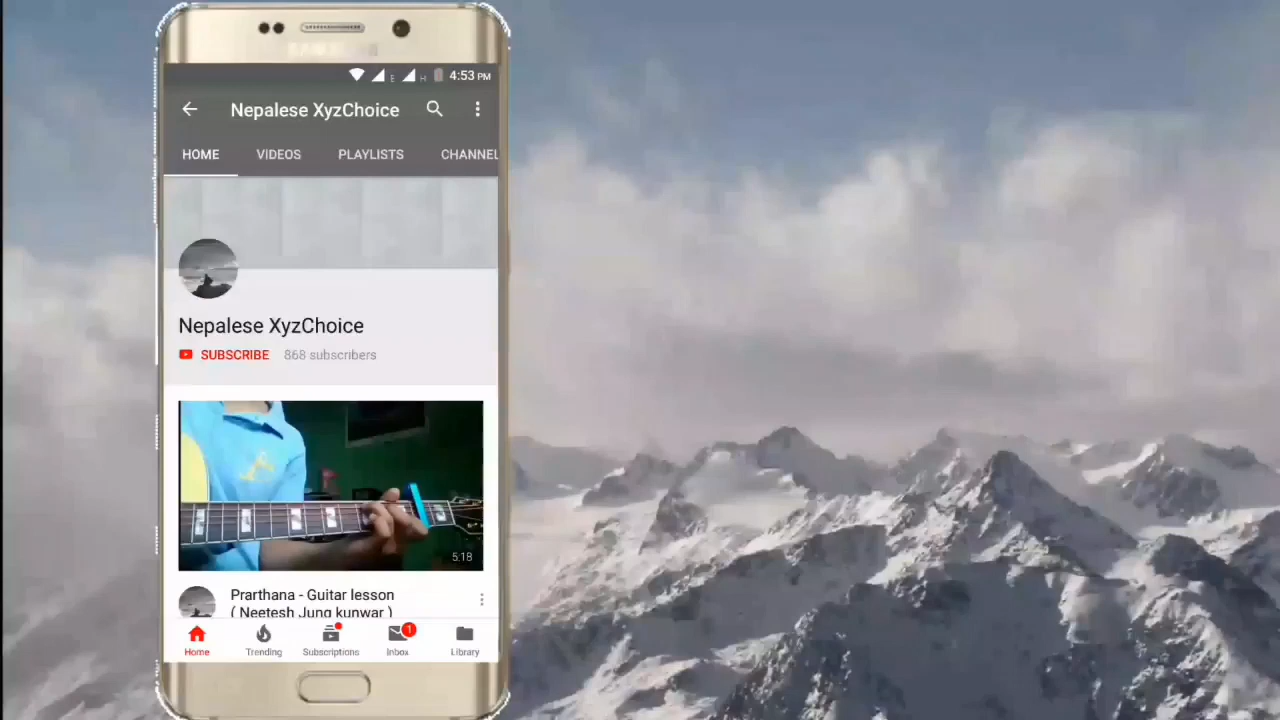 SAMSUNG
E H 4:53 PM
Nepalese XyzChoice
HOME VIDEOS PLAYLISTS CHANNEL
Nepalese XyzChoice
SUBSCRIBE 868 subscribers
5:18
Prarthana - Guitar lesson
( Neetesh Jung kunwar )
1
Home Trending Subscriptions Inbox Library